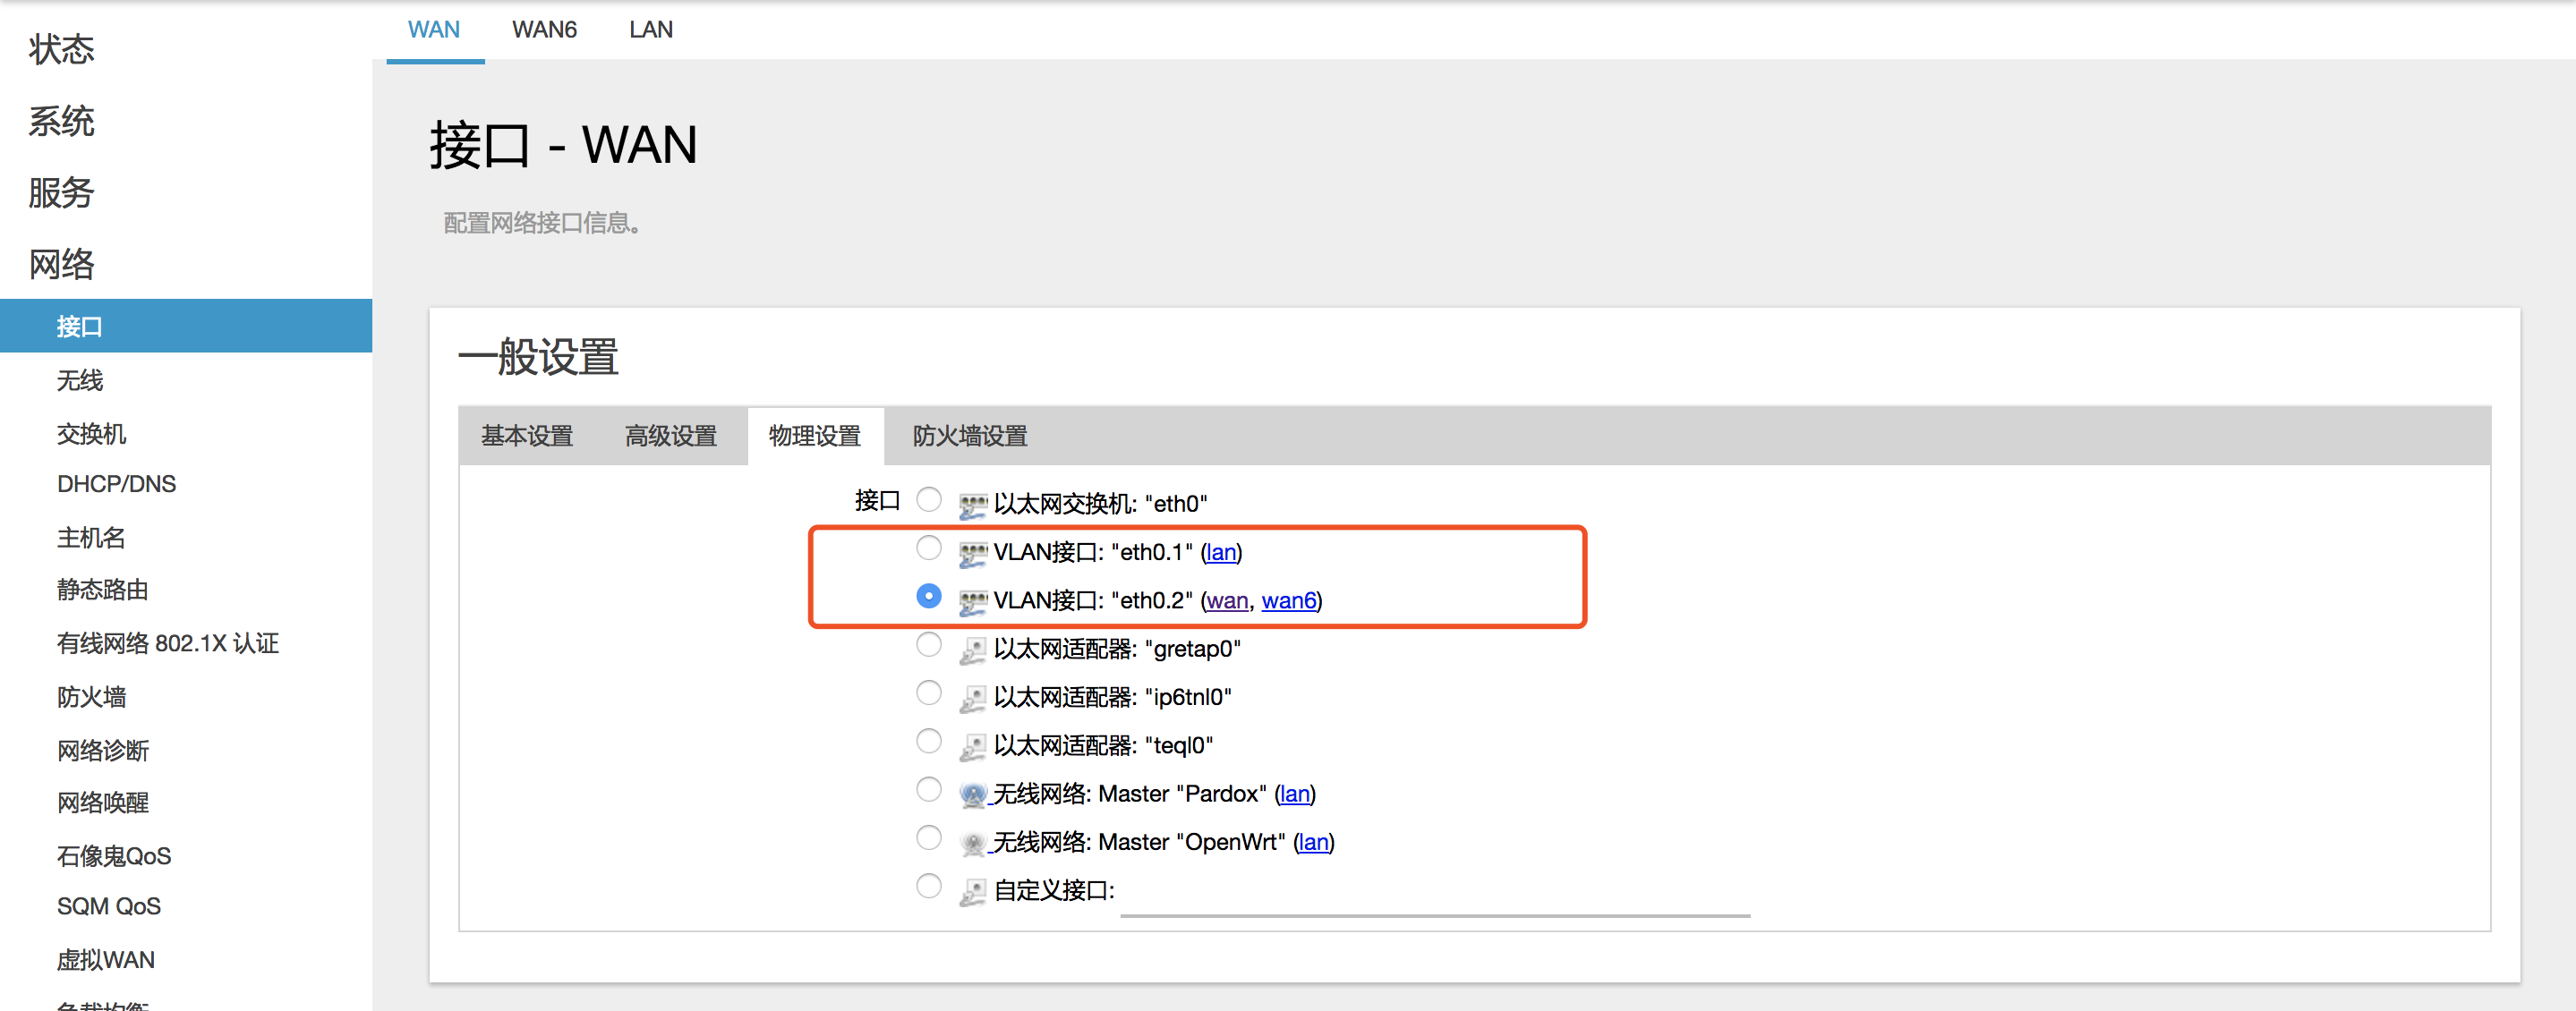 WAN WAN6 LAN
状态
系统
服务
网络
接口
无线
交换机
DHCP/DNS
主机名
静态路由
有线网络 802.1X 认证
防火墙
网络诊断
网络唤醒
石像鬼QoS
SQM QoS
虚拟WAN
负载均衡
接口 - WAN
配置网络接口信息。
一般设置
基本设置 高级设置 物理设置 防火墙设置
接口 以太网交换机: "eth0"
VLAN接口: "eth0.1" (lan)
VLAN接口: "eth0.2" (wan, wan6)
以太网适配器: "gretap0"
以太网适配器: "ip6tnl0"
以太网适配器: "teql0"
无线网络: Master "Pardox" (lan)
无线网络: Master "OpenWrt" (lan)
自定义接口: